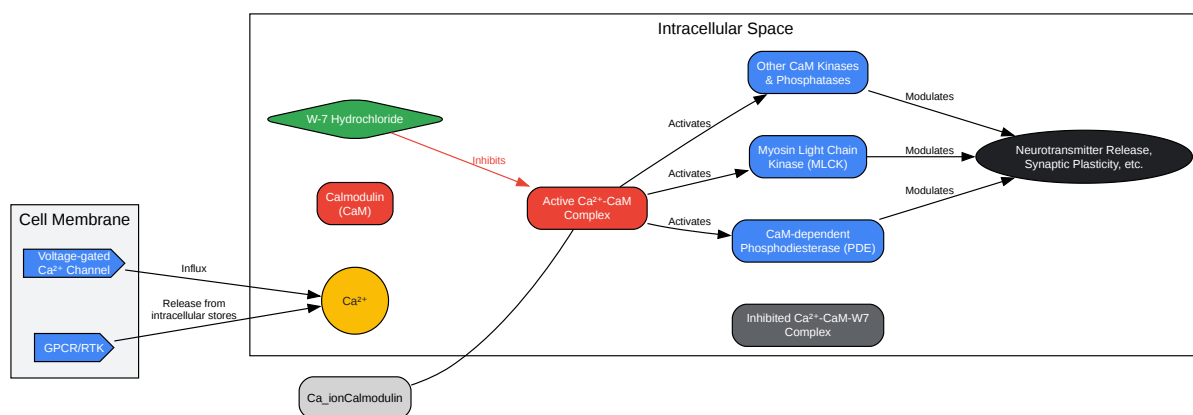 Intracellular Space
Other CaM Kinases
& Phosphatases
W-7 Hydrochloride
Modulates
Activates
Inhibits
Myosin Light Chain
Kinase (MLCK)
Modulates
Neurotransmitter Release,
Synaptic Plasticity, etc.
Activates
Modulates
Calmodulin
(CaM)
Active Ca²⁺-CaM
Complex
Activates
CaM-dependent
Phosphodiesterase (PDE)
Cell Membrane
Voltage-gated
Ca²⁺ Channel
Influx
Ca²⁺
Release from
intracellular stores
GPCR/RTK
Inhibited Ca²⁺-CaM-W7
Complex
Ca_ionCalmodulin